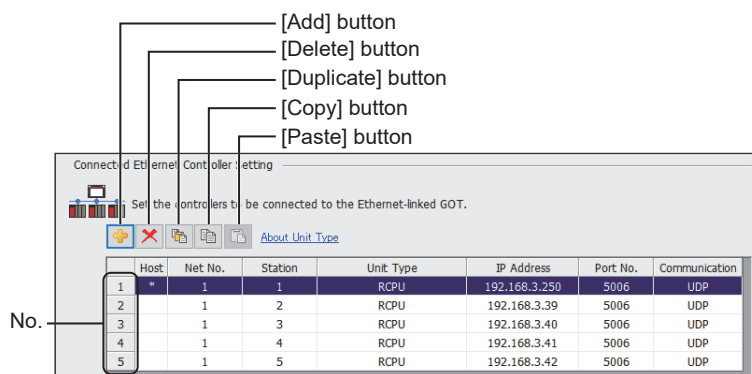 [Add] button
[Delete] button
[Duplicate] button
[Copy] button
[Paste] button
Connected Ethernet Controller Setting
Set the controllers to be connected to the Ethernet-linked GOT.
About Unit Type
Host Net No. Station Unit Type IP Address Port No. Communication
1 * 1 1 RCPU 192.168.3.250 5006 UDP
2 1 2 RCPU 192.168.3.39 5006 UDP
No. 3 1 3 RCPU 192.168.3.40 5006 UDP
4 1 4 RCPU 192.168.3.41 5006 UDP
5 1 5 RCPU 192.168.3.42 5006 UDP